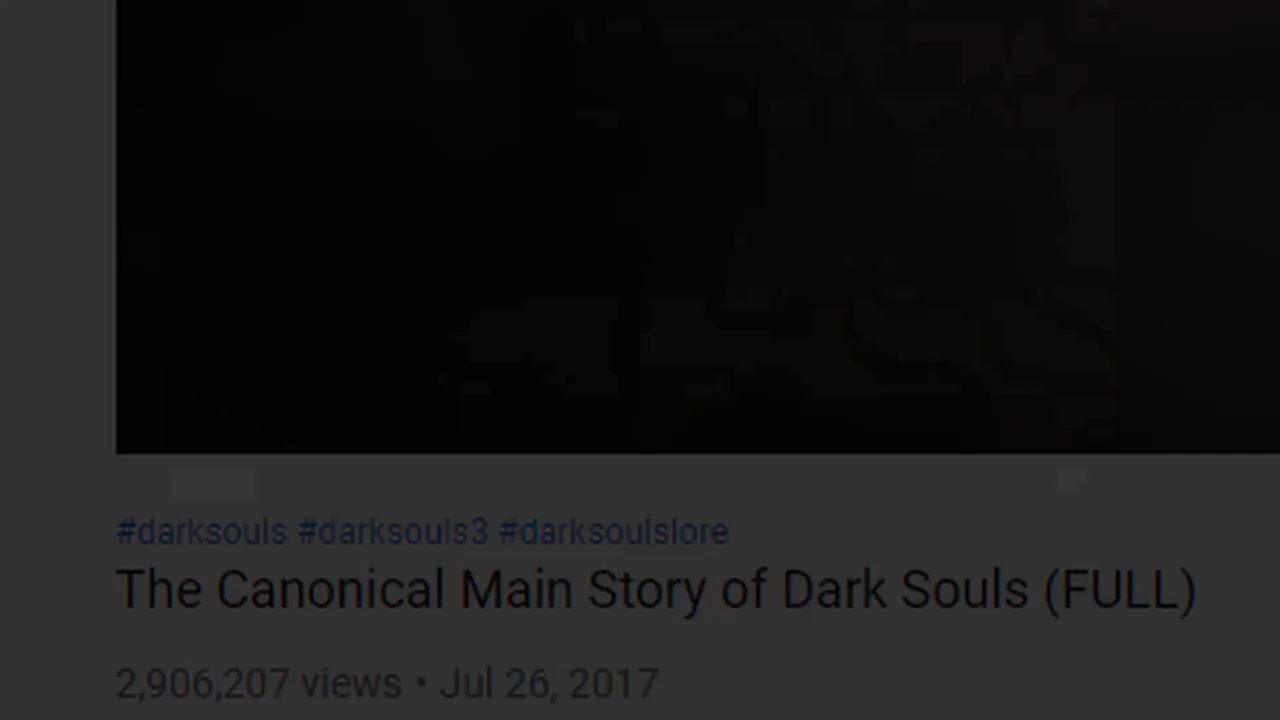 #darksouls #darksouls3 #darksoulslore
The Canonical Main Story of Dark Souls (FULL)
2,906,207 views • Jul 26, 2017